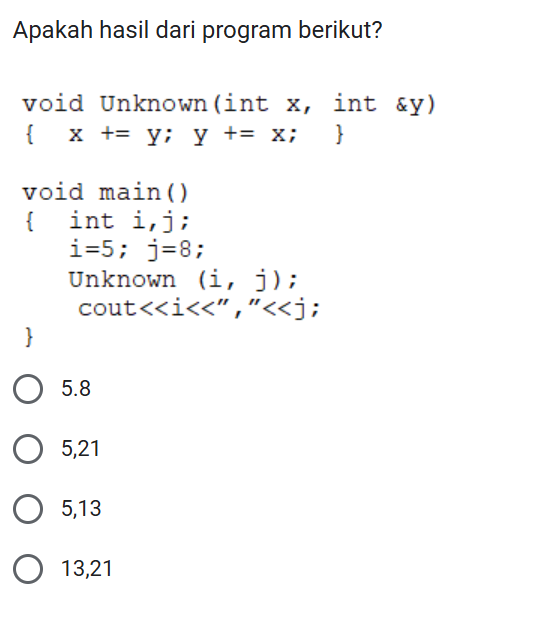 Apakah hasil dari program berikut?
void Unknown(int x, int &y)
{ x += y; y += x; }
void main()
{ int i,j;
i=5; j=8;
Unknown (i, j);
cout<<i<<”,”<<j;
}
5.8
5,21
5,13
13,21